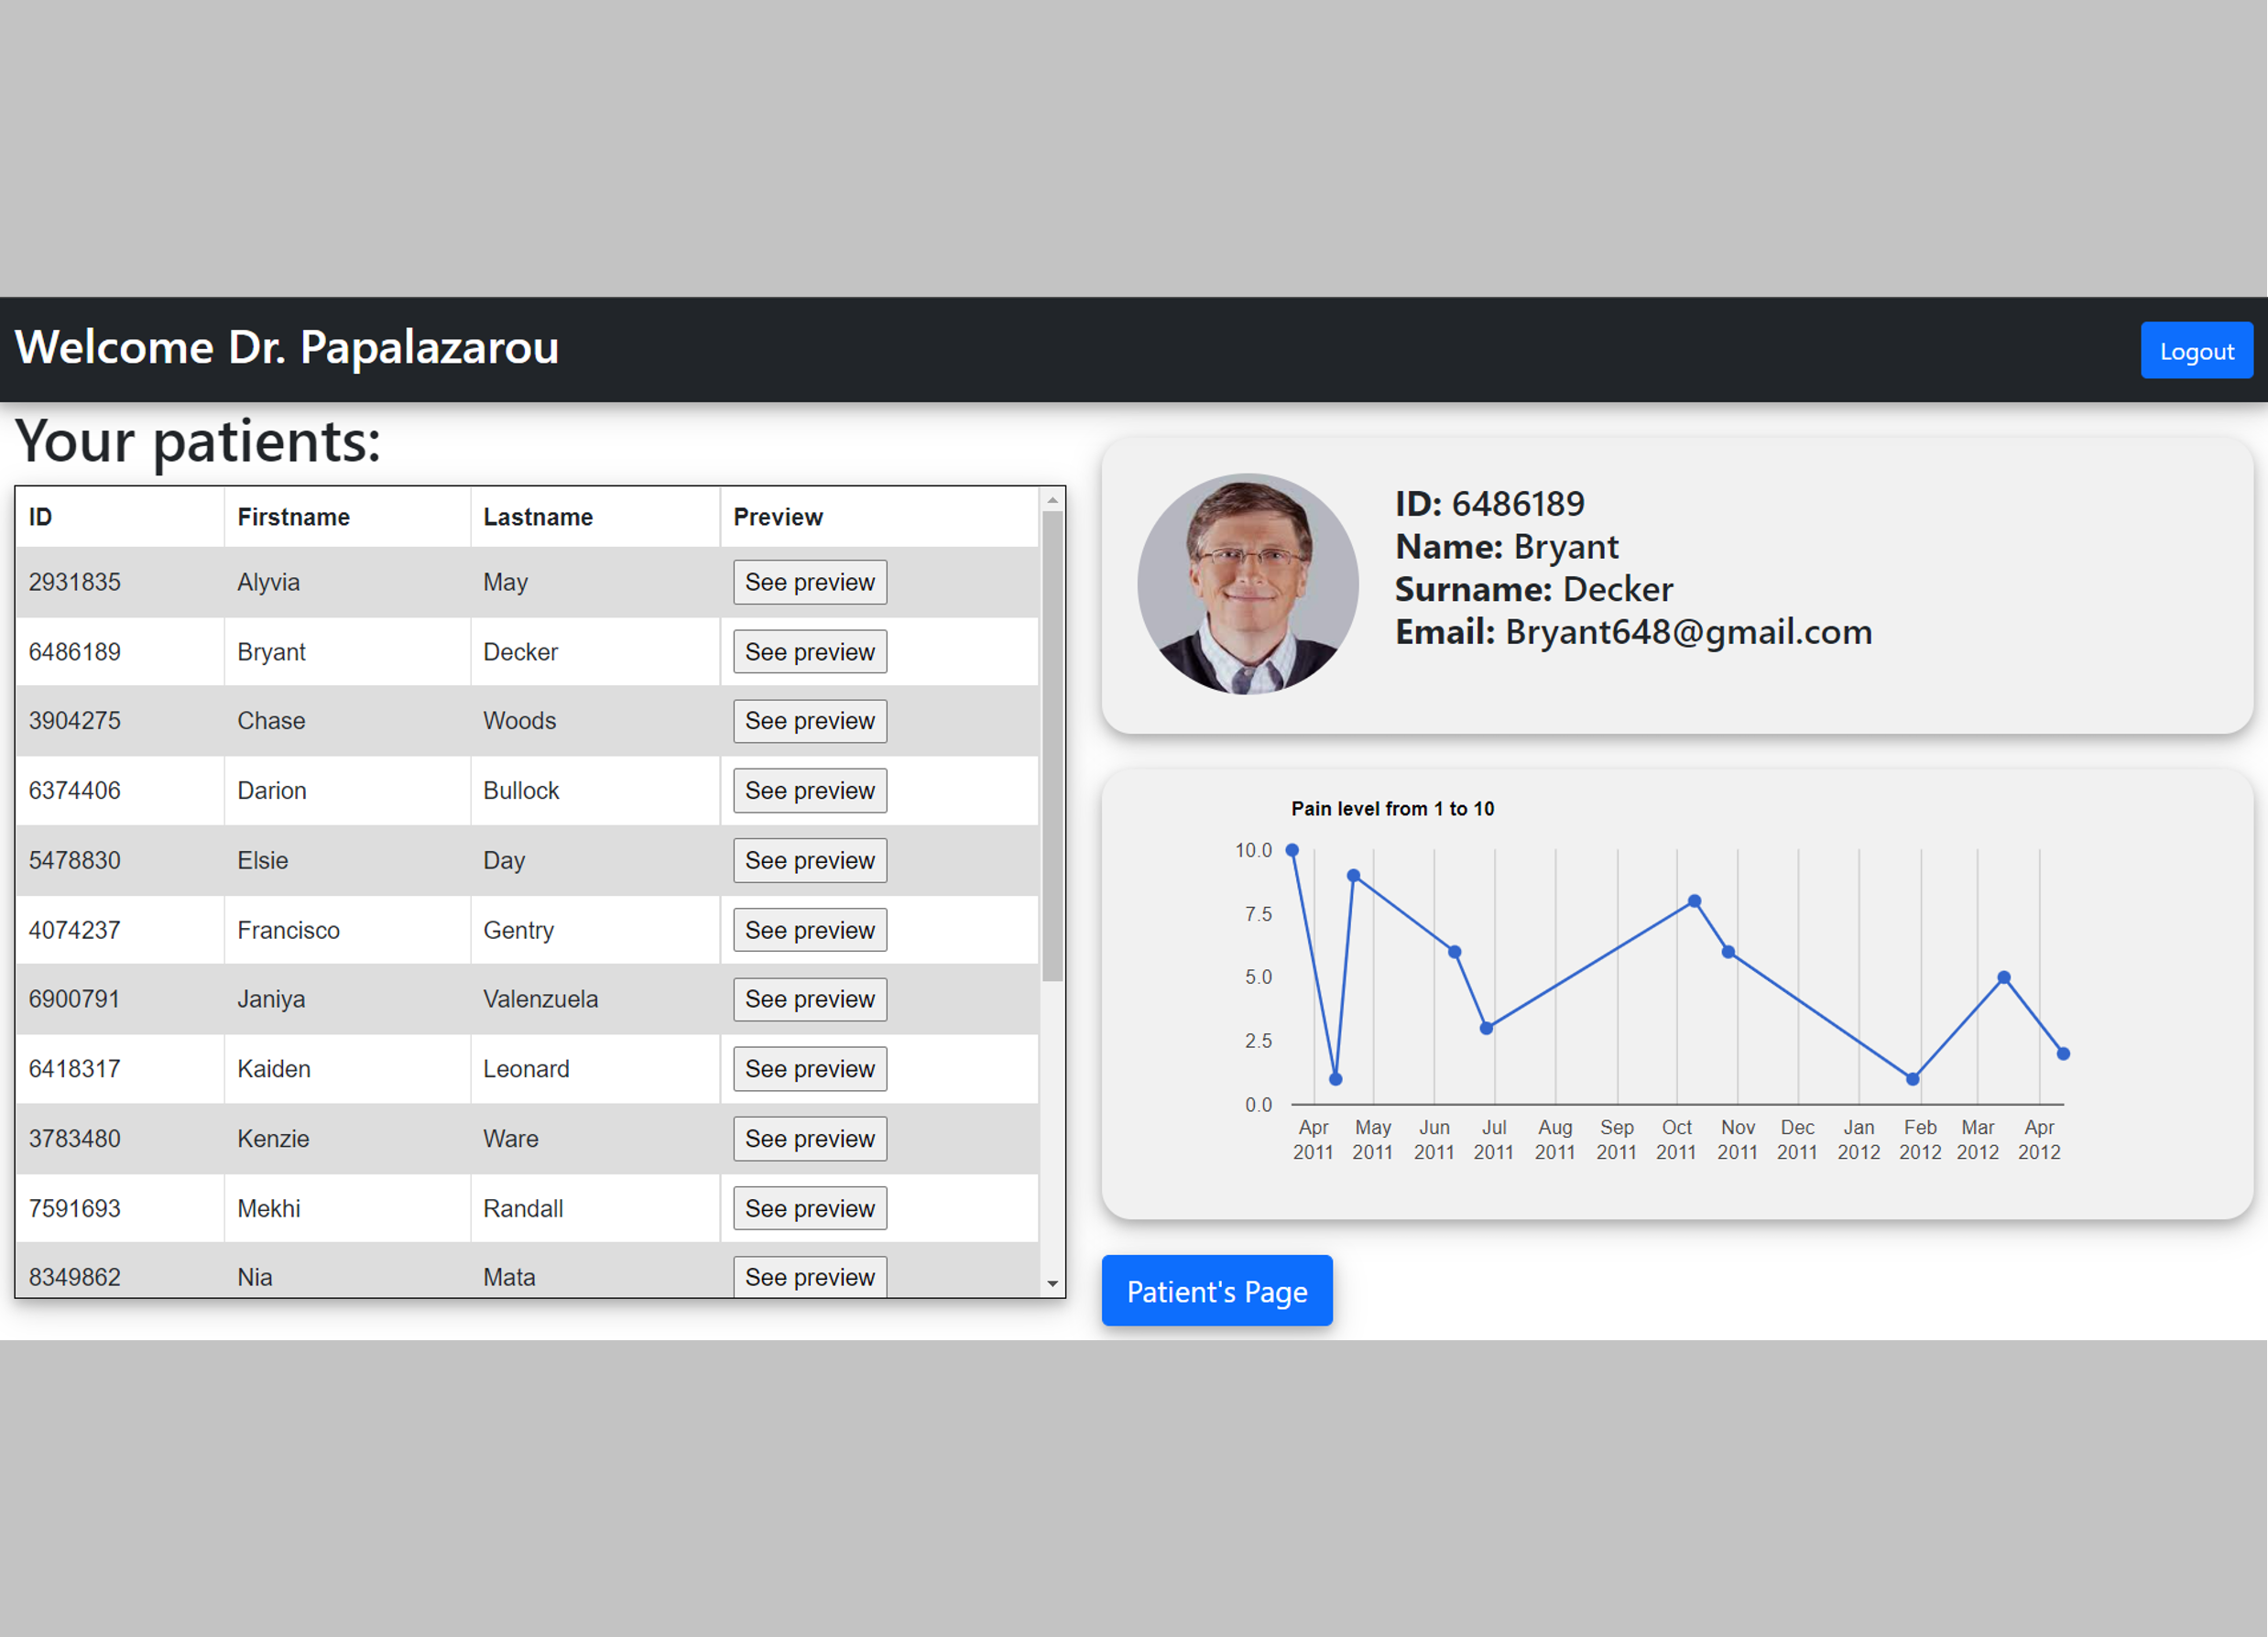 Welcome Dr. Papalazarou
Logout
Your patients:
ID Firstname Lastname Preview
2931835 Alyvia May See preview
6486189 Bryant Decker See preview
3904275 Chase Woods See preview
6374406 Darion Bullock See preview
5478830 Elsie Day See preview
4074237 Francisco Gentry See preview
6900791 Janiya Valenzuela See preview
6418317 Kaiden Leonard See preview
3783480 Kenzie Ware See preview
7591693 Mekhi Randall See preview
8349862 Nia Mata See preview
ID: 6486189
Name: Bryant
Surname: Decker
Email: Bryant648@gmail.com
Pain level from 1 to 10
10.0
7.5
5.0
2.5
0.0
Apr May Jun Jul Aug Sep Oct Nov Dec Jan Feb Mar Apr
2011 2011 2011 2011 2011 2011 2011 2011 2011 2012 2012 2012 2012
Patient's Page